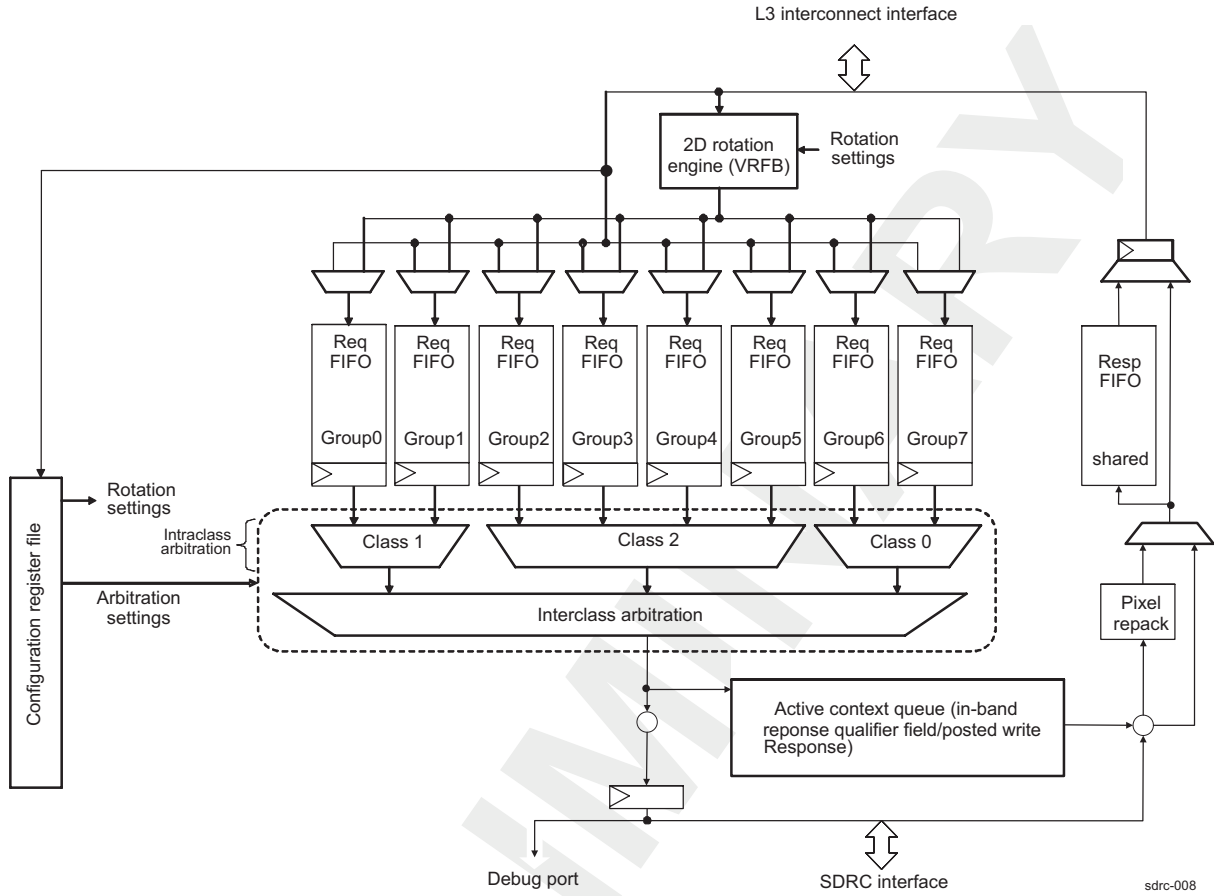 L3 interconnect interface
2D rotation
engine (VRFB)
Rotation
settings
Req
FIFO
Group0
Req
FIFO
Group1
Req
FIFO
Group2
Req
FIFO
Group3
Req
FIFO
Group4
Req
FIFO
Group5
Req
FIFO
Group6
Req
FIFO
Group7
Resp
FIFO
shared
Configuration register file
Rotation
settings
Intraclass
arbitration
Arbitration
settings
Class 1
Class 2
Class 0
Interclass arbitration
Pixel
repack
Active context queue (in-band
reponse qualifier field/posted write
Response)
Debug port
SDRC interface
sdrc-008